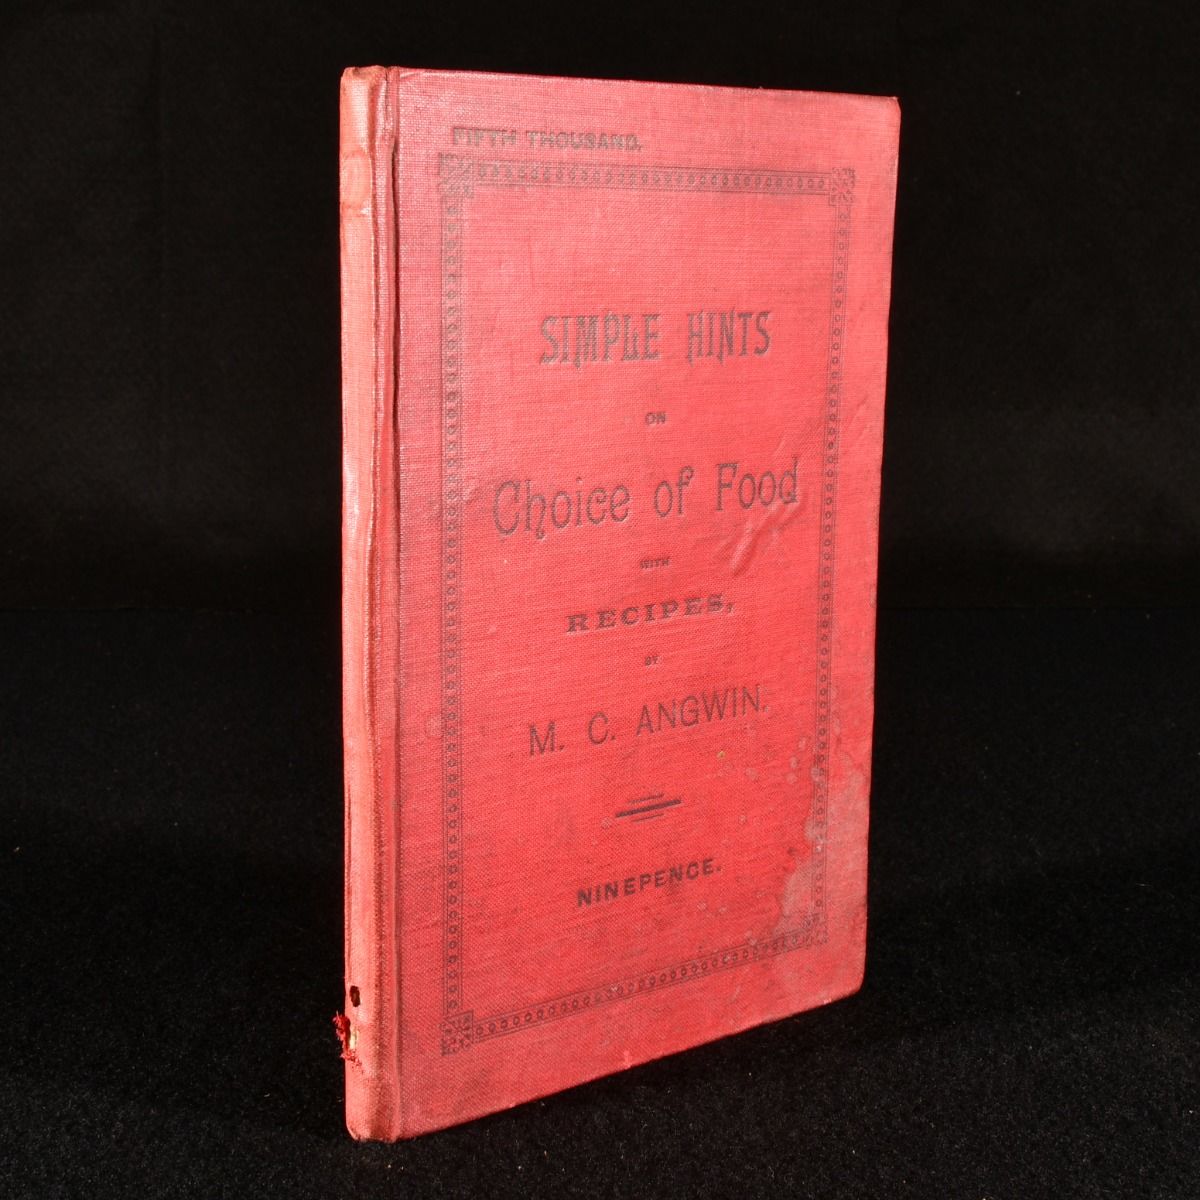 FIFTH THOUSAND.
SIMPLE HINTS
ON
Choice of Food
WITH
RECIPES,
BY
M. C. ANGWIN.
NINEPENCE.